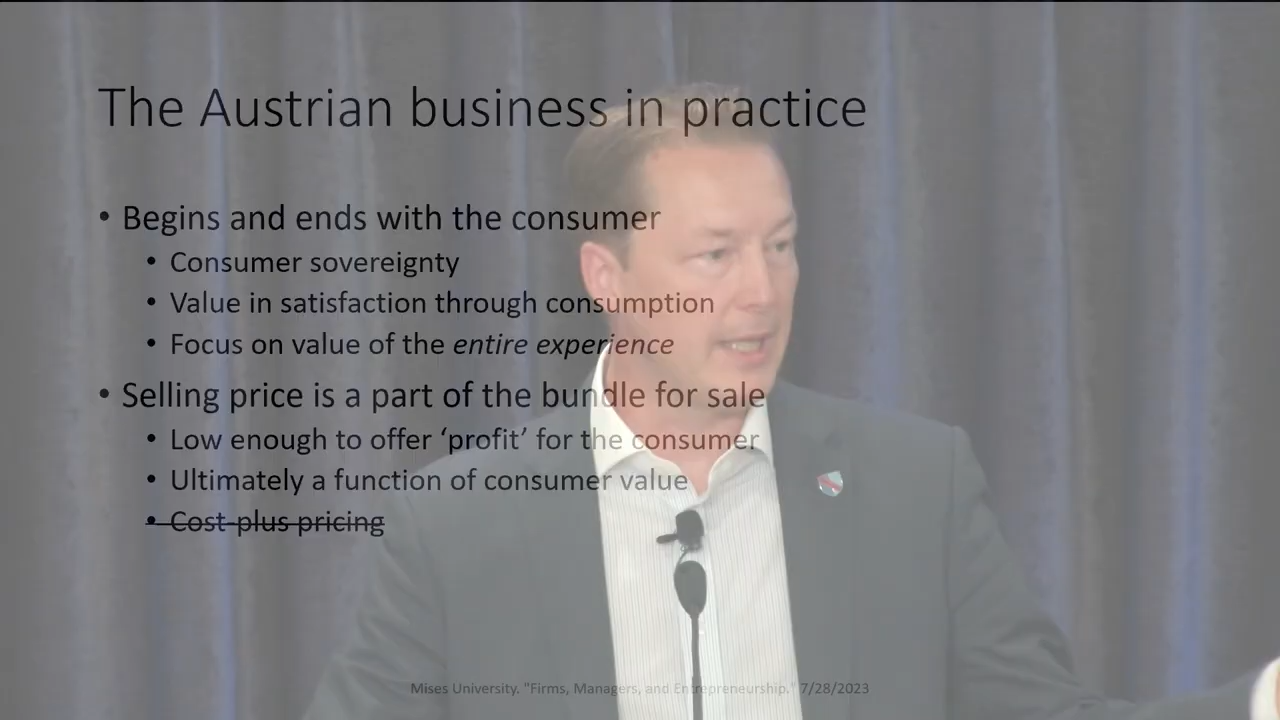 The Austrian business in practice
• Begins and ends with the consumer
• Consumer sovereignty
• Value in satisfaction through consumption
• Focus on value of the entire experience
• Selling price is a part of the bundle for sale
• Low enough to offer ‘profit’ for the consumer
• Ultimately a function of consumer value
• Cost-plus pricing
Mises University. "Firms, Managers, and Entrepreneurship." 7/28/2023